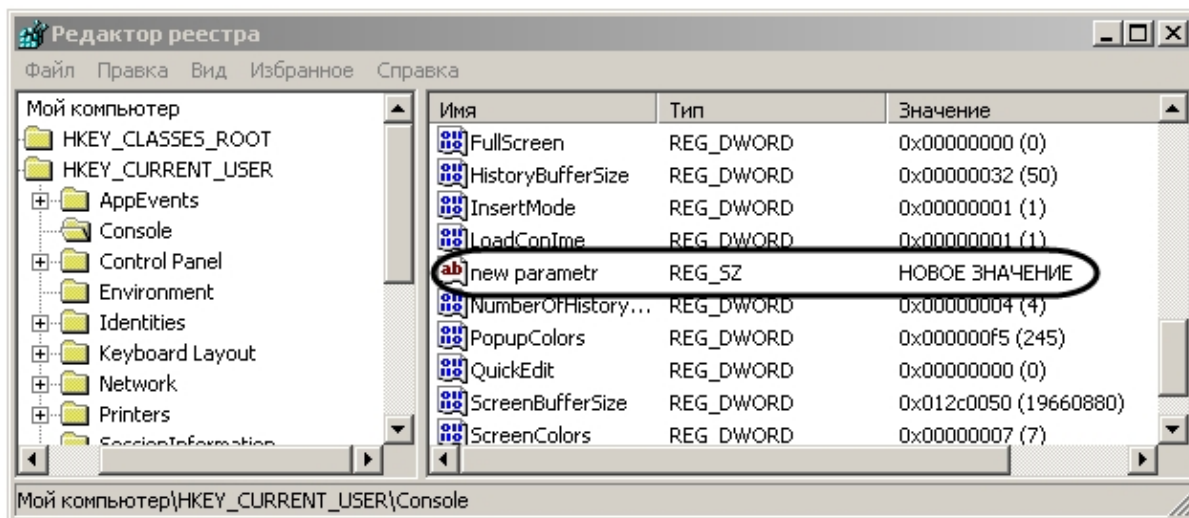 Редактор реестра
Файл Правка Вид Избранное Справка
Мой компьютер
HKEY_CLASSES_ROOT
HKEY_CURRENT_USER
AppEvents
Console
Control Panel
Environment
Identities
Keyboard Layout
Network
Printers
SessionInformation
Имя Тип Значение
FullScreen REG_DWORD 0x00000000 (0)
HistoryBufferSize REG_DWORD 0x00000032 (50)
InsertMode REG_DWORD 0x00000001 (1)
LoadConIme REG_DWORD 0x00000001 (1)
new parametr REG_SZ НОВОЕ ЗНАЧЕНИЕ
NumberOfHistory... REG_DWORD 0x00000004 (4)
PopupColors REG_DWORD 0x000000f5 (245)
QuickEdit REG_DWORD 0x00000000 (0)
ScreenBufferSize REG_DWORD 0x012c0050 (19660880)
ScreenColors REG_DWORD 0x00000007 (7)
Мой компьютер\HKEY_CURRENT_USER\Console